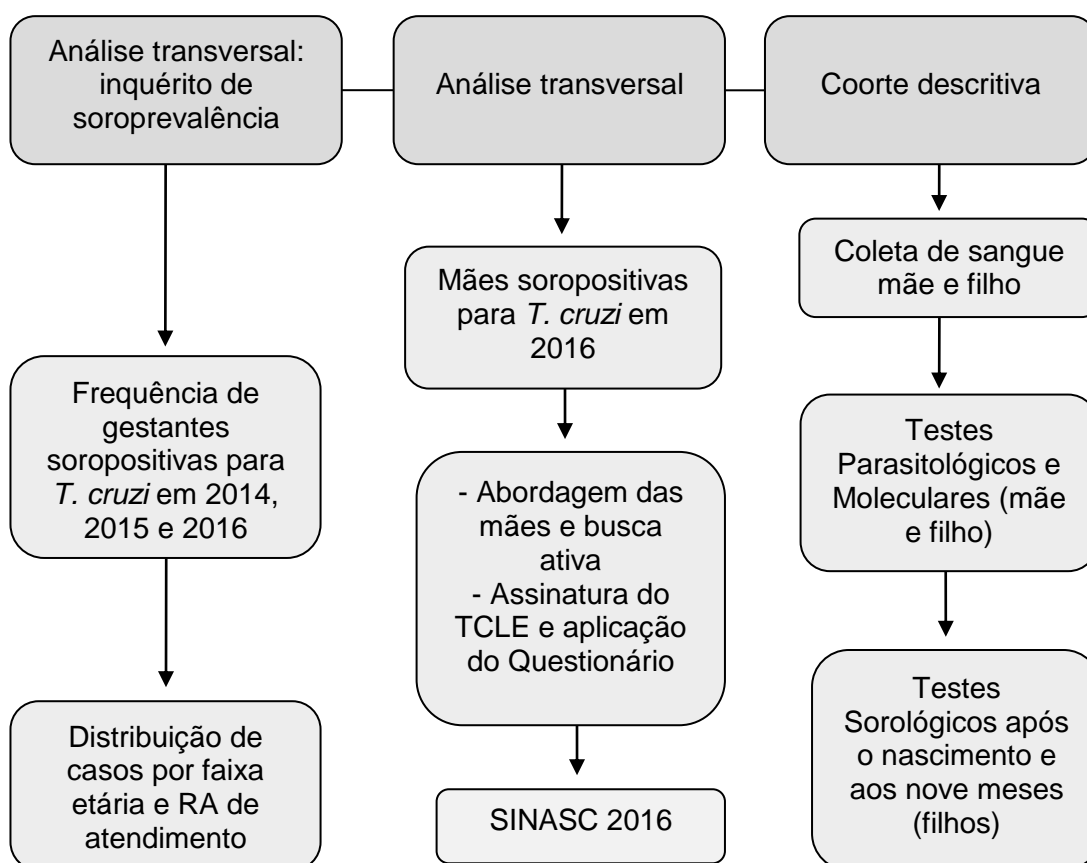 Análise transversal:
inquérito de
soroprevalência
Análise transversal
Coorte descritiva
Frequência de
gestantes
soropositivas para
T. cruzi em 2014,
2015 e 2016
Distribuição de
casos por faixa
etária e RA de
atendimento
Mães soropositivas
para T. cruzi em
2016
- Abordagem das
mães e busca
ativa
- Assinatura do
TCLE e aplicação
do Questionário
SINASC 2016
Coleta de sangue
mãe e filho
Testes
Parasitológicos e
Moleculares (mãe
e filho)
Testes
Sorológicos após
o nascimento e
aos nove meses
(filhos)